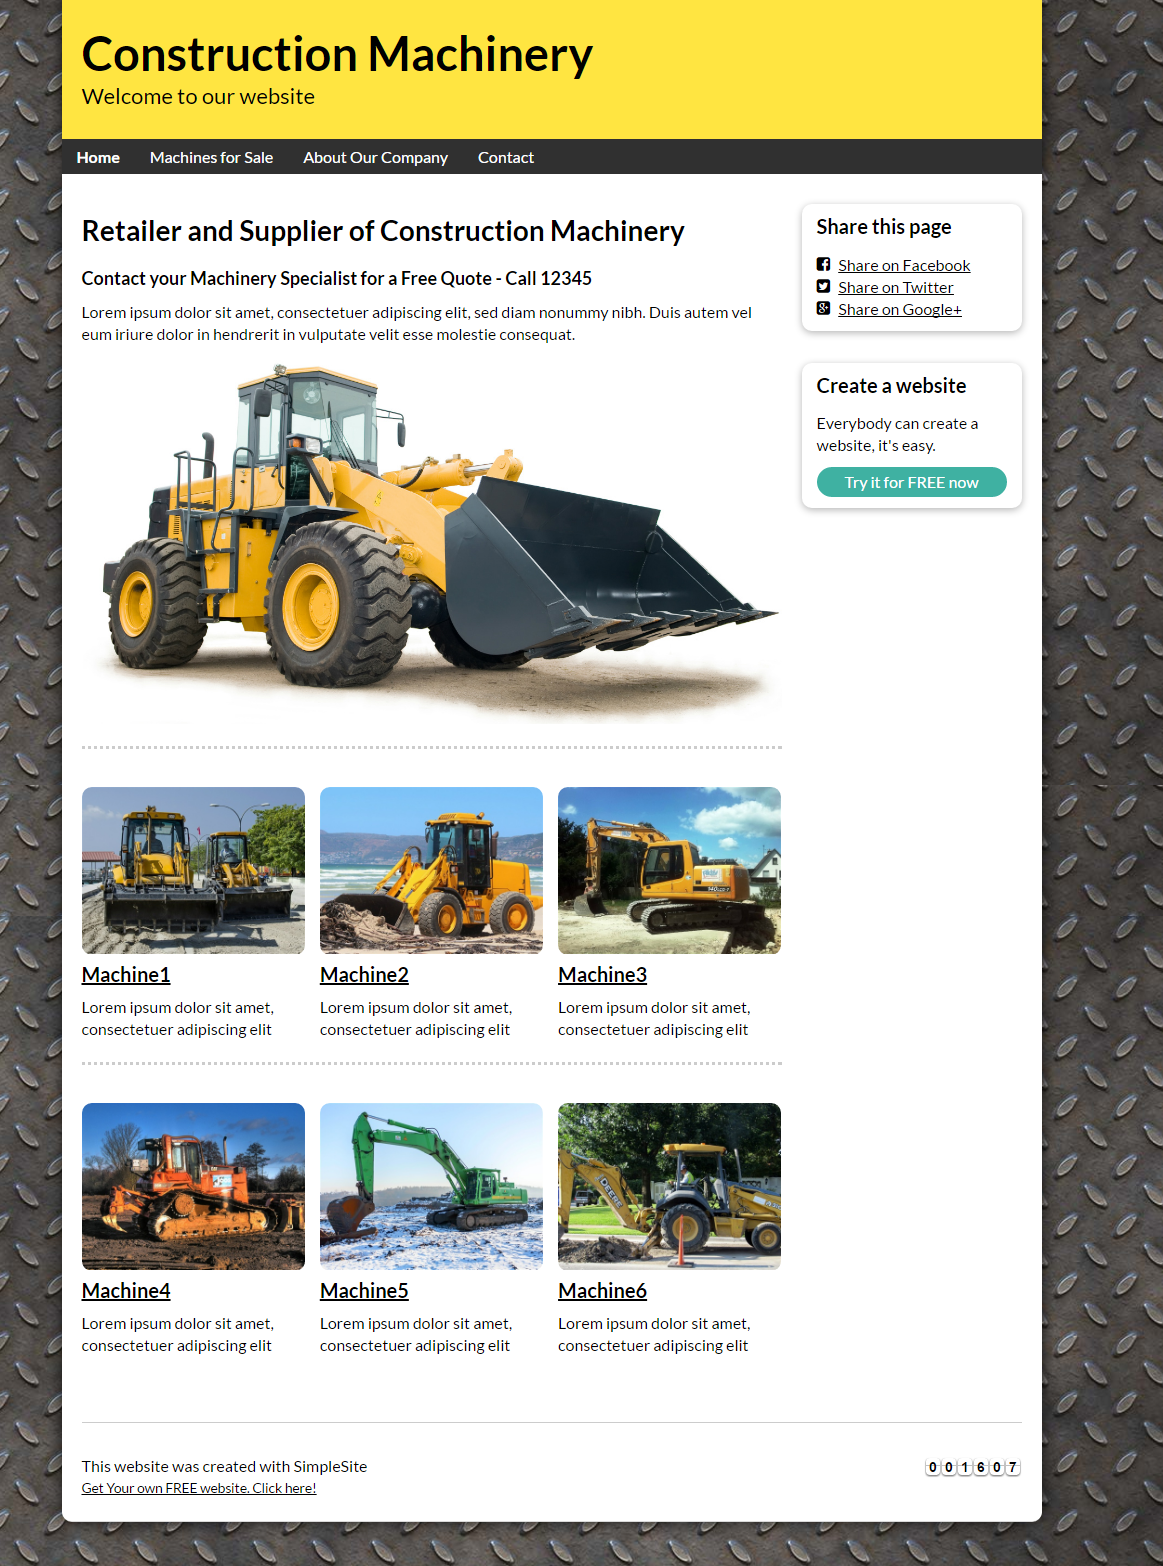 Construction Machinery
Welcome to our website
Home
Machines for Sale
About Our Company
Contact
Retailer and Supplier of Construction Machinery
Contact your Machinery Specialist for a Free Quote - Call 12345
Lorem ipsum dolor sit amet, consectetuer adipiscing elit, sed diam nonummy nibh. Duis autem vel
eum iriure dolor in hendrerit in vulputate velit esse molestie consequat.
Share this page
Share on Facebook
Share on Twitter
Share on Google+
Create a website
Everybody can create a
website, it's easy.
Try it for FREE now
Machine1
Lorem ipsum dolor sit amet,
consectetuer adipiscing elit
Machine2
Lorem ipsum dolor sit amet,
consectetuer adipiscing elit
Machine3
Lorem ipsum dolor sit amet,
consectetuer adipiscing elit
DEERE
Machine4
Lorem ipsum dolor sit amet,
consectetuer adipiscing elit
Machine5
Lorem ipsum dolor sit amet,
consectetuer adipiscing elit
Machine6
Lorem ipsum dolor sit amet,
consectetuer adipiscing elit
This website was created with SimpleSite
Get Your own FREE website. Click here!
001607